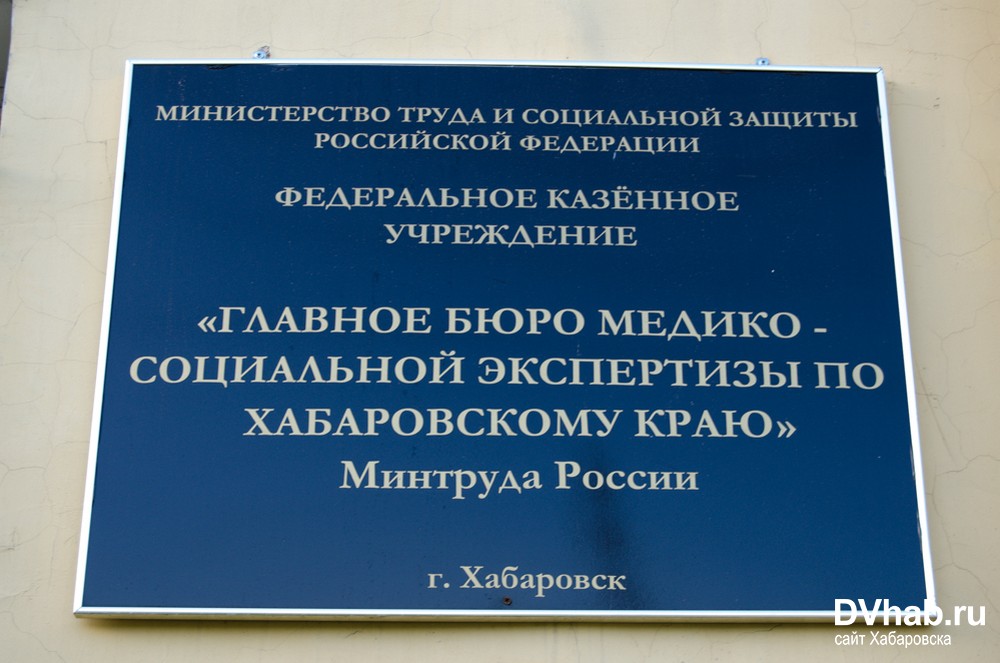 МИНИСТЕРСТВО ТРУДА И СОЦИАЛЬНОЙ ЗАЩИТЫ
РОССИЙСКОЙ ФЕДЕРАЦИИ
ФЕДЕРАЛЬНОЕ КАЗЁННОЕ
УЧРЕЖДЕНИЕ
«ГЛАВНОЕ БЮРО МЕДИКО -
СОЦИАЛЬНОЙ ЭКСПЕРТИЗЫ ПО
ХАБАРОВСКОМУ КРАЮ»
Минтруда России
г. Хабаровск
DVhab.ru
сайт Хабаровска